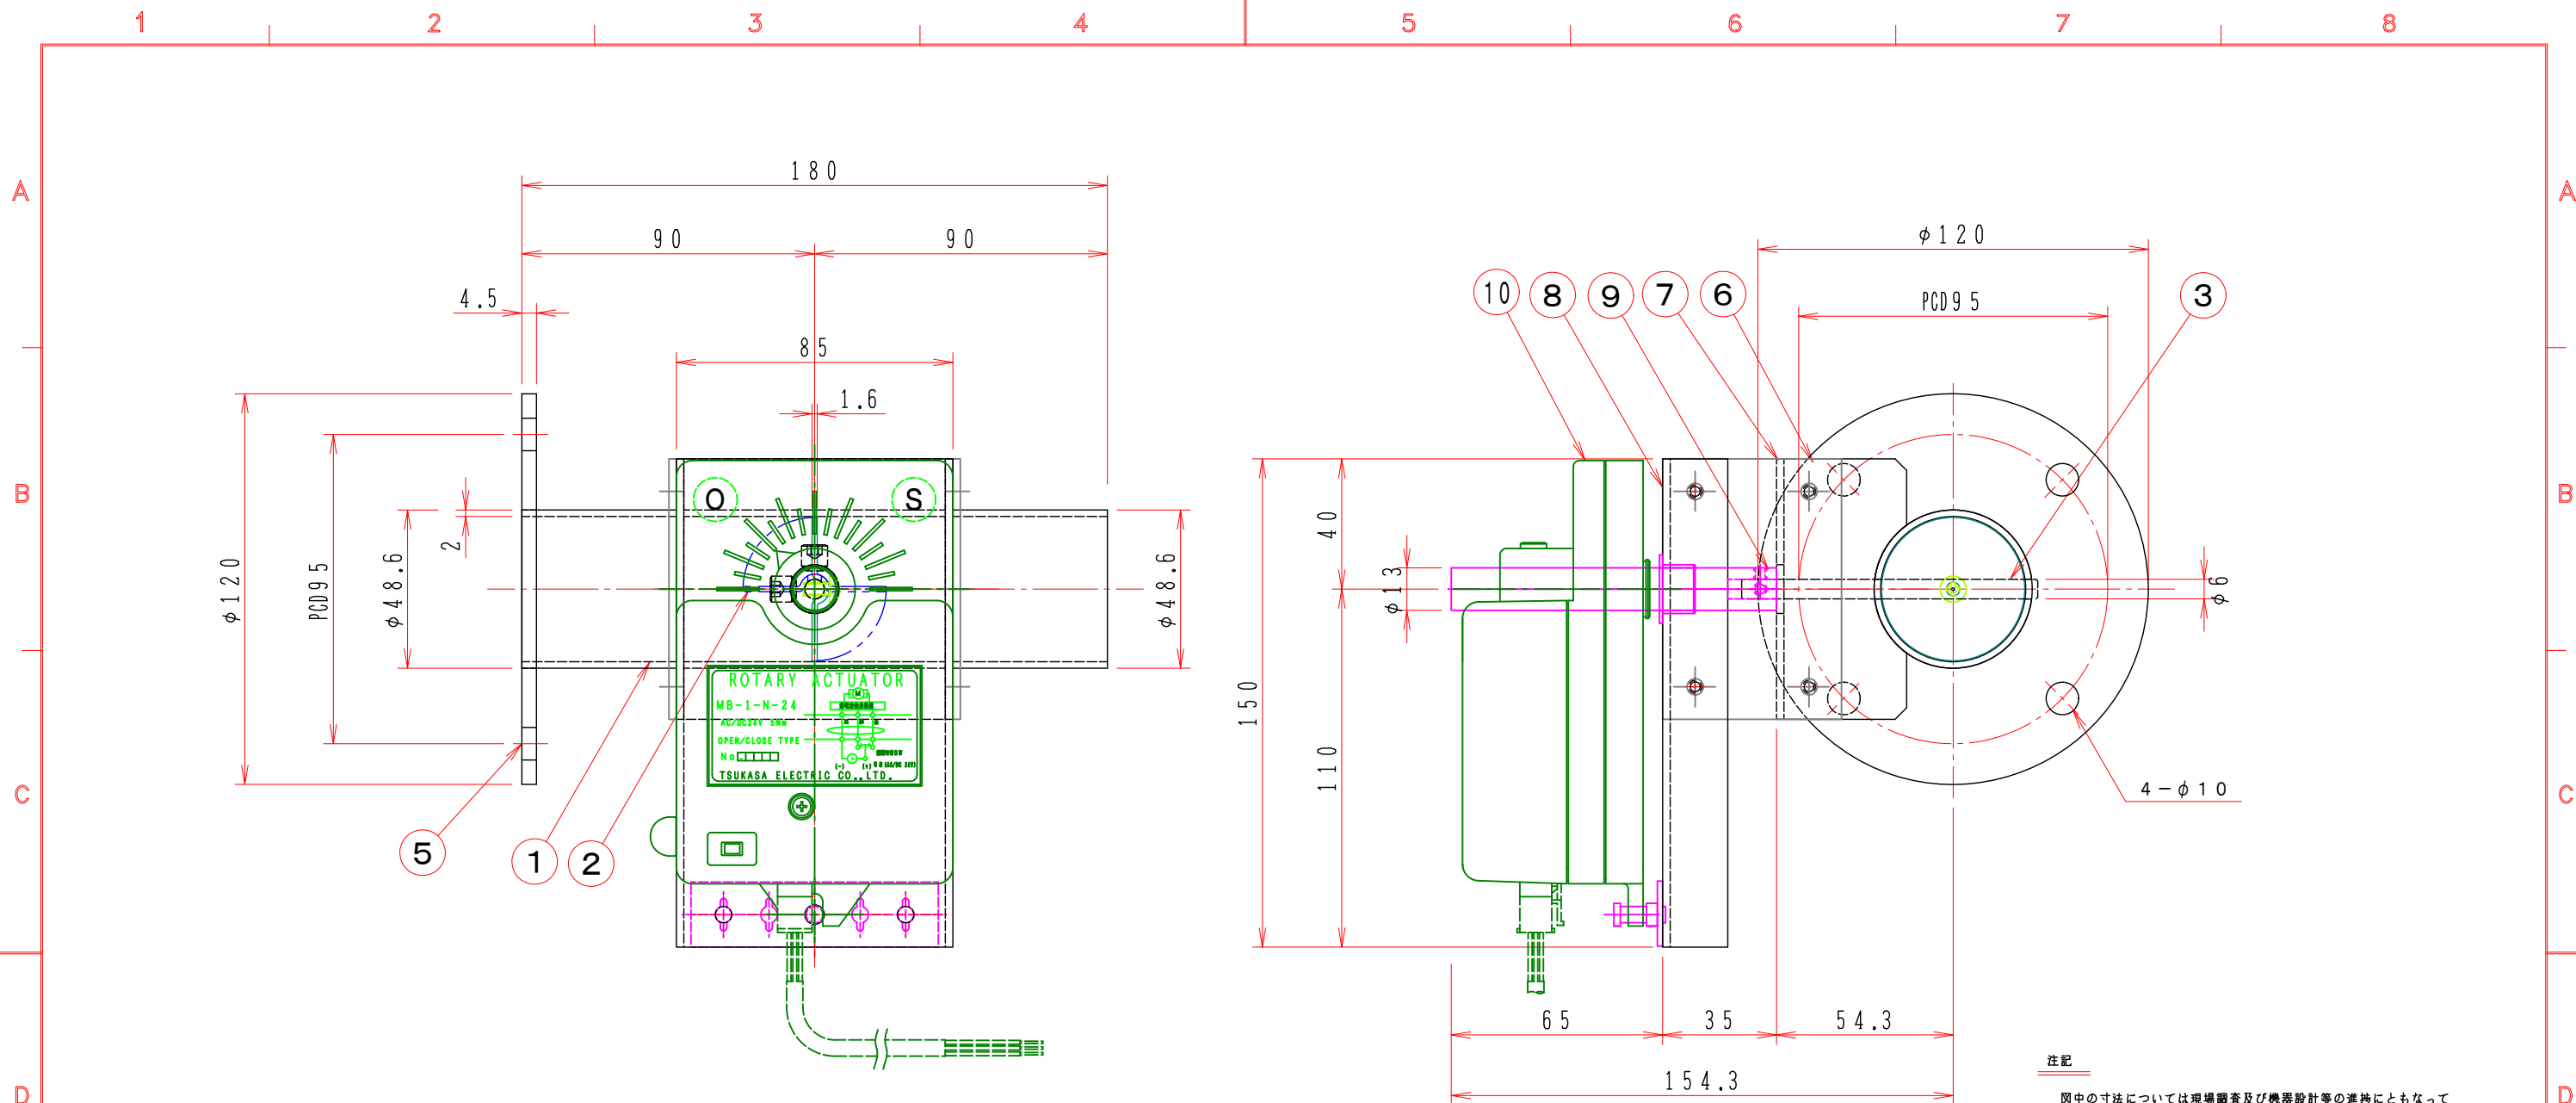 1 2 3 4 5 6 7 8
A A
180
90 90
φ120
4.5
10 8 9 7 6 3
PCD95
85
1.6
B B
O S
φ120
PCD95
φ48.6
2
φ48.6
40
φ13
φ6
150
110
ROTARY ACTUATOR
MB-1-N-24
M
AC/DC24V 5Nm
OPEN/CLOSE TYPE
No.
(-) (+)
TSUKASA ELECTRIC CO.,LTD.
C C
4-φ10
5 1 2
65 35 54.3
注記
154.3
D D
図中の寸法については現場調査及び機器設計等の進捗にともなって